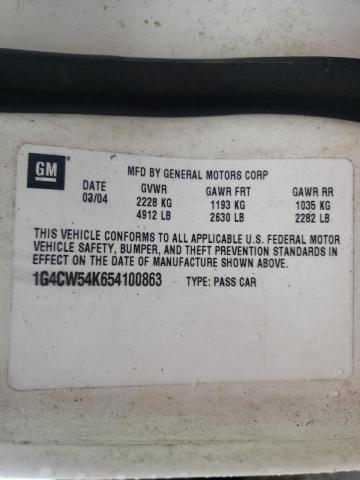 GM
MFD BY GENERAL MOTORS CORP
DATE GVWR GAWR FRT GAWR RR
03/04 2228 KG 1193 KG 1035 KG
4912 LB 2630 LB 2282 LB
THIS VEHICLE CONFORMS TO ALL APPLICABLE U.S. FEDERAL MOTOR
VEHICLE SAFETY, BUMPER, AND THEFT PREVENTION STANDARDS IN
EFFECT ON THE DATE OF MANUFACTURE SHOWN ABOVE.
1G4CW54K654100863 TYPE: PASS CAR